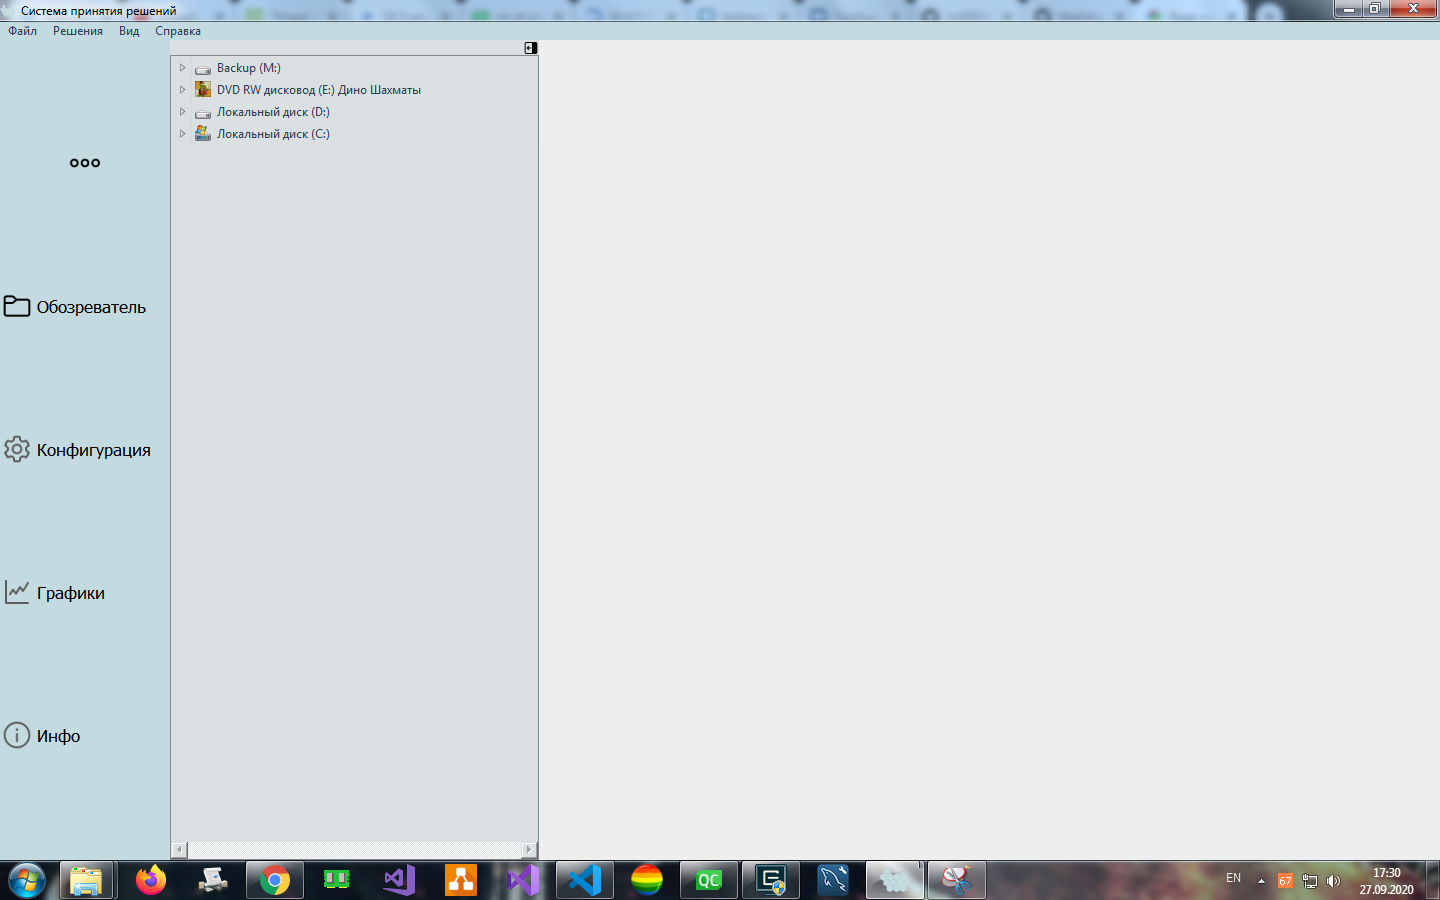 Система принятия решений
Файл Решения Вид Справка
Backup (M:)
DVD RW дисковод (E:) Дино Шахматы
Локальный диск (D:)
Локальный диск (C:)
Обозреватель
Конфигурация
Графики
Инфо
QC
EN
67
17:30
27.09.2020